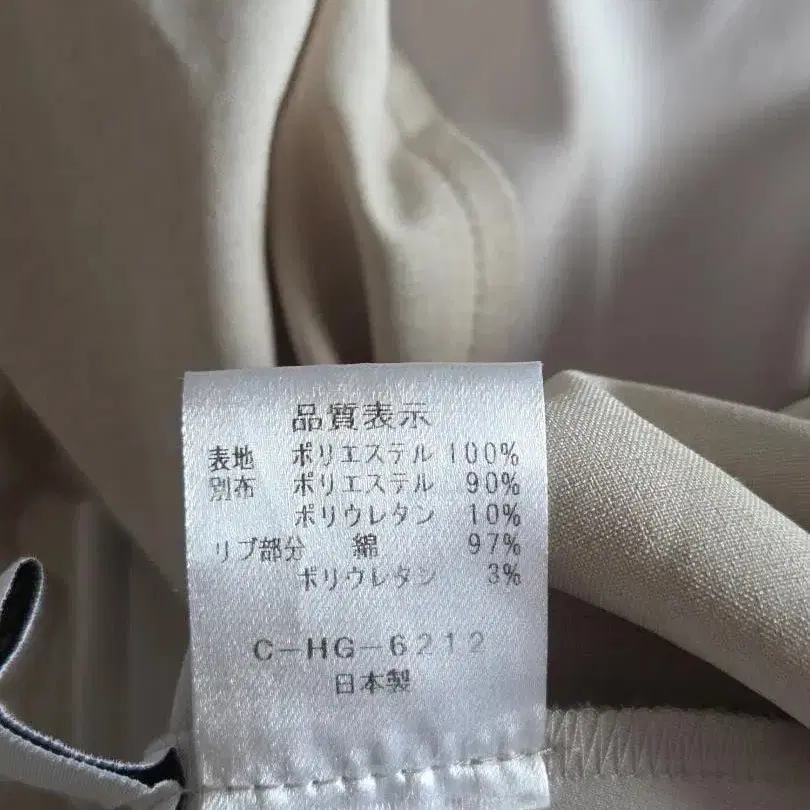 品質表示
表地 ポリエステル 100%
別布 ポリエステル 90%
ポリウレタン 10%
リブ部分 綿 97%
ポリウレタン 3%
C-HG-6212
日本製